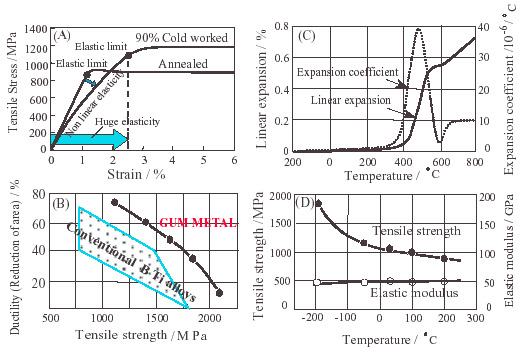 (A)
90% Cold worked
Elastic limit
Elastic limit
Annealed
Non linear elasticity
Huge elasticity
Tensile Stress/MPa
1400
1200
1000
800
600
400
200
0
0 1 2 3 4 5 6
Strain / %
(C)
Expansion coefficient
Linear expansion
Linear expansion / %
0.8
0.6
0.4
0.2
0
40
30
20
10
0
Expansion coefficient /10⁻⁶/°C
200 0 200 400 600 800
Temperature / °C
(B)
GUM METAL
Conventional B-Ti alloys
Ductility (Reduction of area) / %
80
60
40
20
500 1000 1500 2000
Tensile strength /M Pa
(D)
Tensile strength
Elastic modulus
Tensile strength /MPa
2000
1500
1000
500
0
200
150
100
50
0
Elastic modulus / GPa
-200 -100 0 100 200 300
Temperature / °C